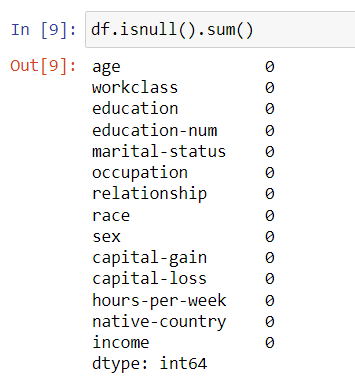 In [9]: df.isnull().sum()
Out[9]: age 0
workclass 0
education 0
education-num 0
marital-status 0
occupation 0
relationship 0
race 0
sex 0
capital-gain 0
capital-loss 0
hours-per-week 0
native-country 0
income 0
dtype: int64